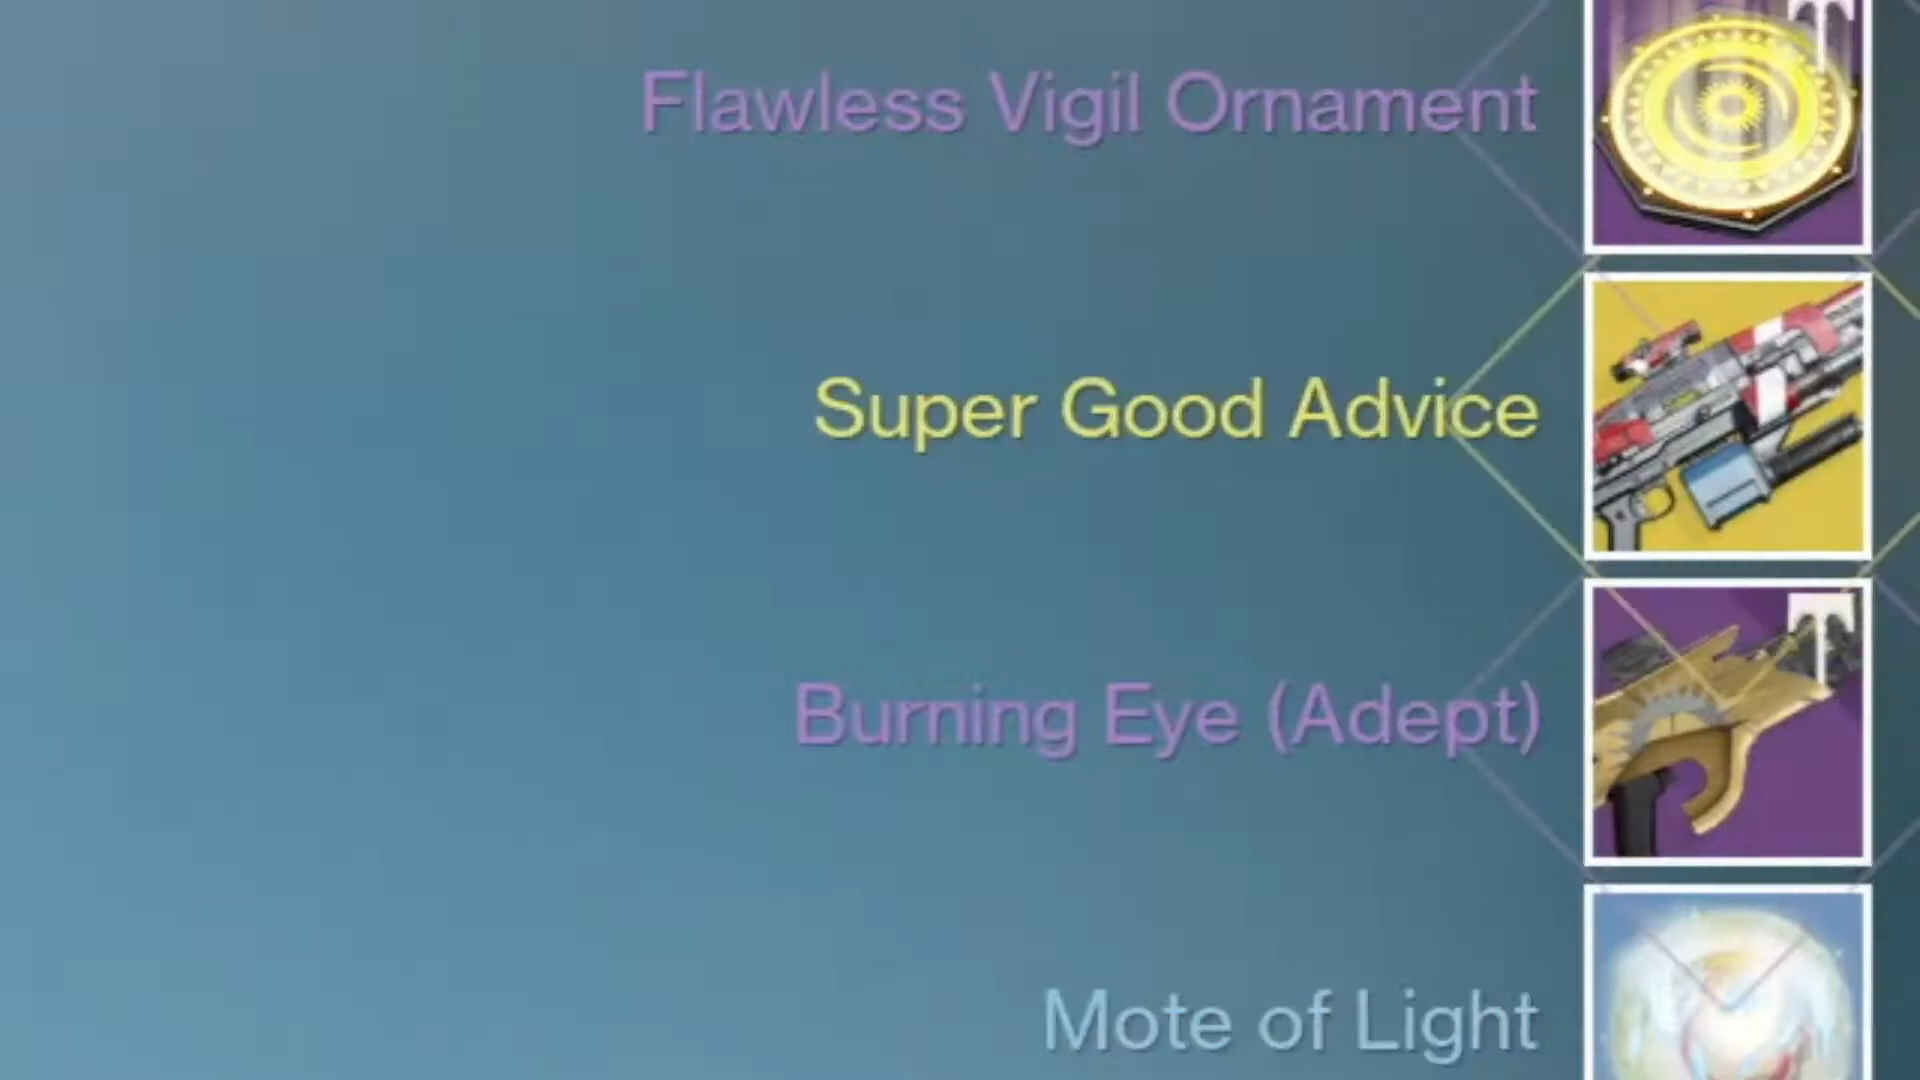 Flawless Vigil Ornament
Super Good Advice
Burning Eye (Adept)
Mote of Light